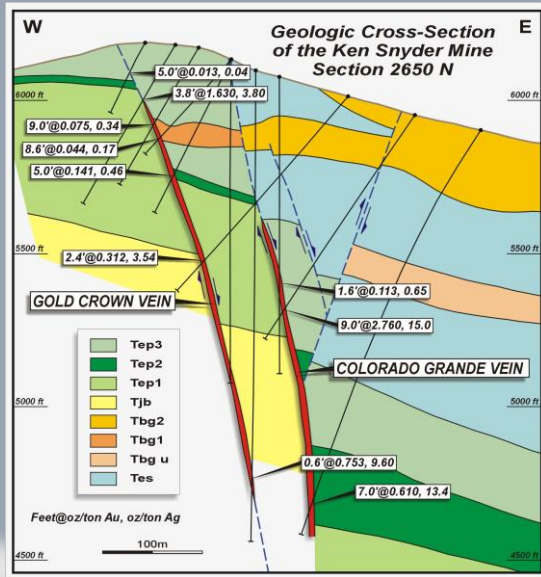 W
E
Geologic Cross-Section
of the Ken Snyder Mine
Section 2650 N
5.0'@0.013, 0.04
3.8'@1.630, 3.80
6000 ft
6000 ft
9.0'@0.075, 0.34
8.6'@0.044, 0.17
5.0'@0.141, 0.46
5500 ft
5500 ft
2.4'@0.312, 3.54
1.6'@0.113, 0.65
GOLD CROWN VEIN
9.0'@2.760, 15.0
Tep3
Tep2
COLORADO GRANDE VEIN
Tep1
5000 ft
5000 ft
Tjb
Tbg2
Tbg1
Tbg u
0.6'@0.753, 9.60
Tes
7.0'@0.610, 13.4
Feet@oz/ton Au, oz/ton Ag
100m
4500 ft
4500 ft